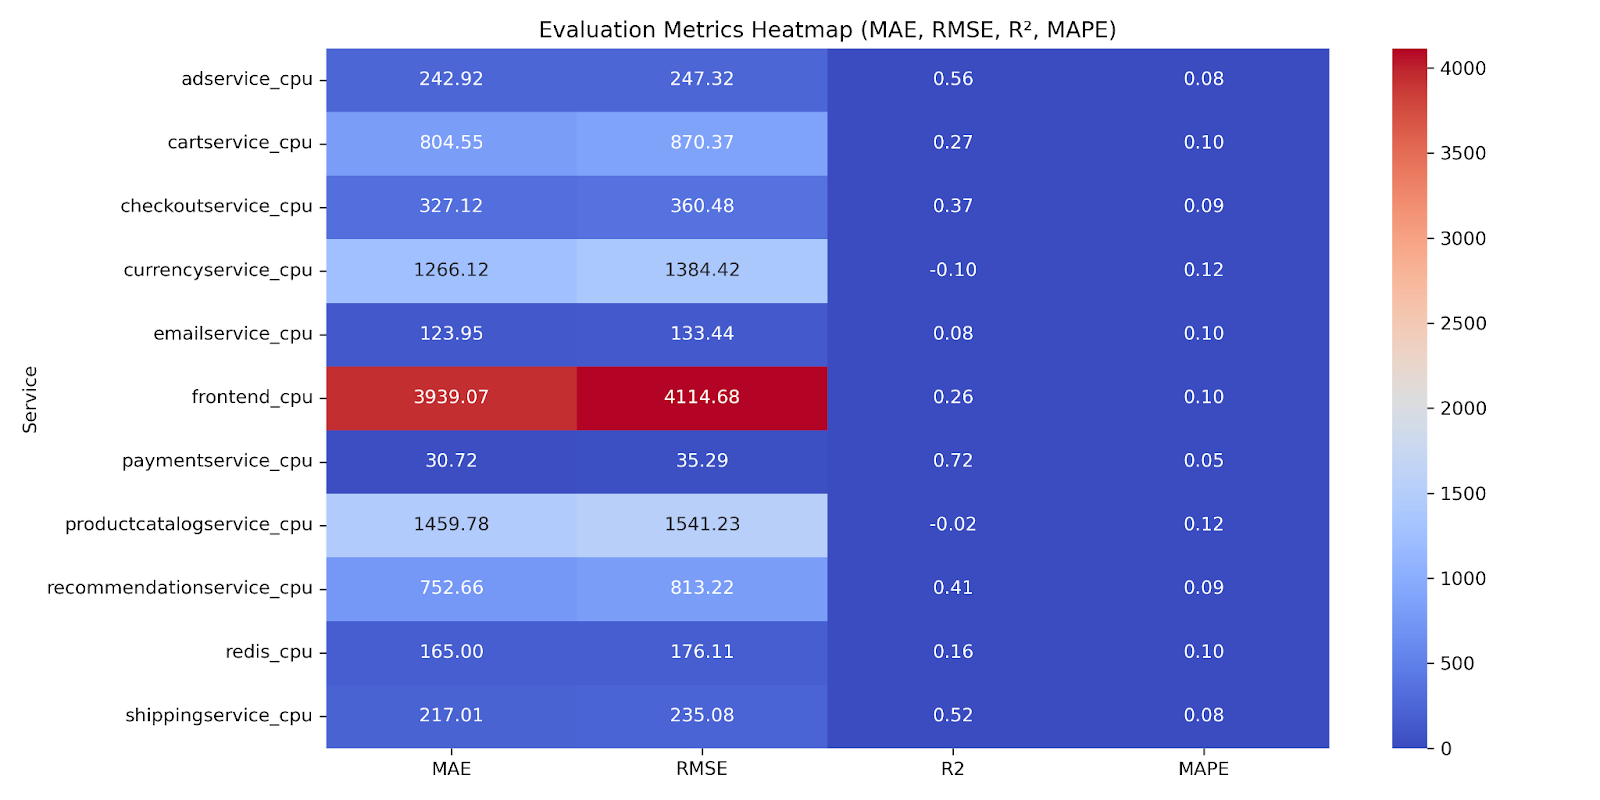 Evaluation Metrics Heatmap (MAE, RMSE, R², MAPE)
Service
adservice_cpu 242.92 247.32 0.56 0.08
cartservice_cpu 804.55 870.37 0.27 0.10
checkoutservice_cpu 327.12 360.48 0.37 0.09
currencyservice_cpu 1266.12 1384.42 -0.10 0.12
emailservice_cpu 123.95 133.44 0.08 0.10
frontend_cpu 3939.07 4114.68 0.26 0.10
paymentservice_cpu 30.72 35.29 0.72 0.05
productcatalogservice_cpu 1459.78 1541.23 -0.02 0.12
recommendationservice_cpu 752.66 813.22 0.41 0.09
redis_cpu 165.00 176.11 0.16 0.10
shippingservice_cpu 217.01 235.08 0.52 0.08
MAE RMSE R2 MAPE
4000
3500
3000
2500
2000
1500
1000
500
0